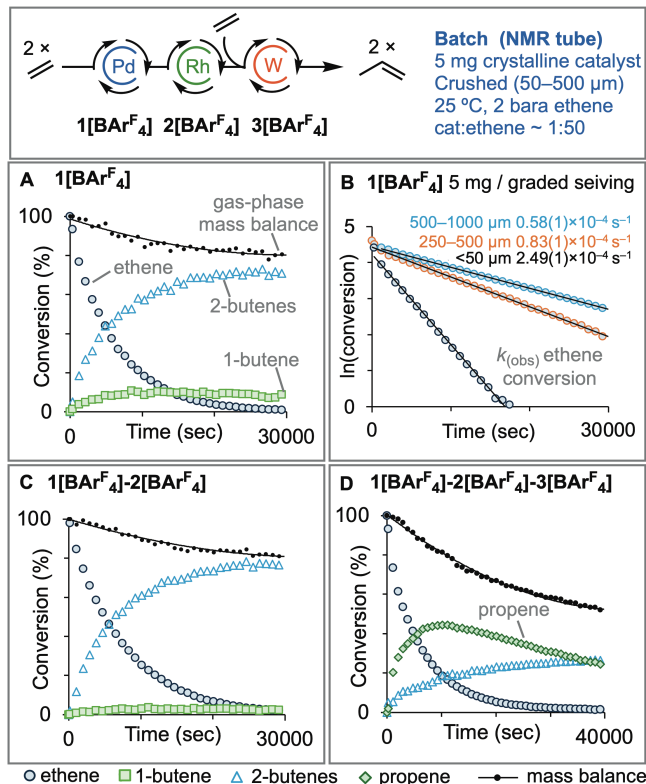 2 ×
Pd
Rh
W
2 ×
1[BArF4] 2[BArF4] 3[BArF4]
Batch (NMR tube)
5 mg crystalline catalyst
Crushed (50–500 µm)
25 ºC, 2 bara ethene
cat:ethene ~ 1:50
A 1[BArF4]
100
gas-phase
mass balance
ethene
2-butenes
1-butene
Conversion (%)
0
0 Time (sec) 30000
B 1[BArF4] 5 mg / graded seiving
5
500–1000 µm 0.58(1)×10–4 s–1
250–500 µm 0.83(1)×10–4 s–1
<50 µm 2.49(1)×10–4 s–1
ln(conversion)
k(obs) ethene
conversion
0
0 Time (sec) 30000
C 1[BArF4]-2[BArF4]
100
Conversion (%)
0
0 Time (sec) 30000
D 1[BArF4]-2[BArF4]-3[BArF4]
100
propene
Conversion (%)
0
0 Time (sec) 40000
ethene 1-butene 2-butenes propene mass balance